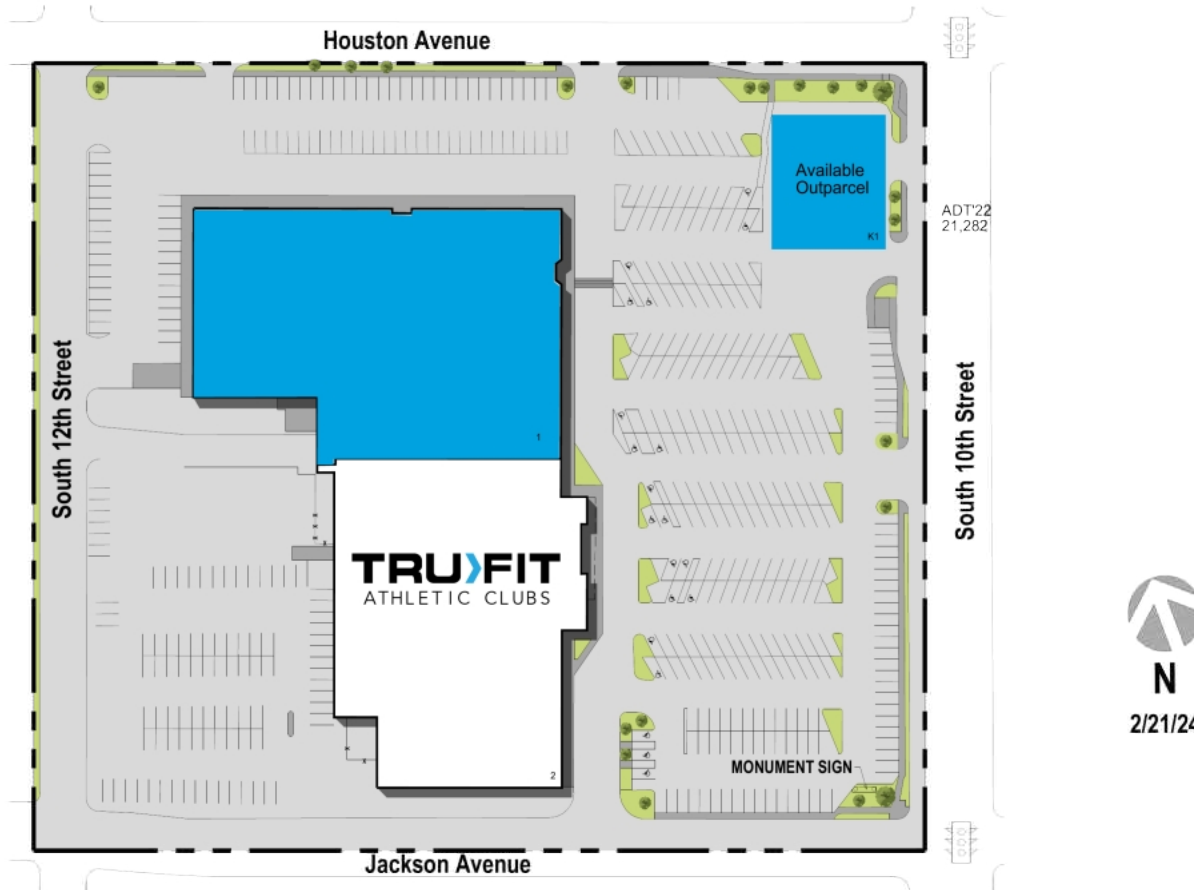 Houston Avenue
Available
Outparcel
K1
ADT'22
21,282
South 12th Street
South 10th Street
1
TRU FIT
ATHLETIC CLUBS
N
2/21/24
2
MONUMENT SIGN
Jackson Avenue